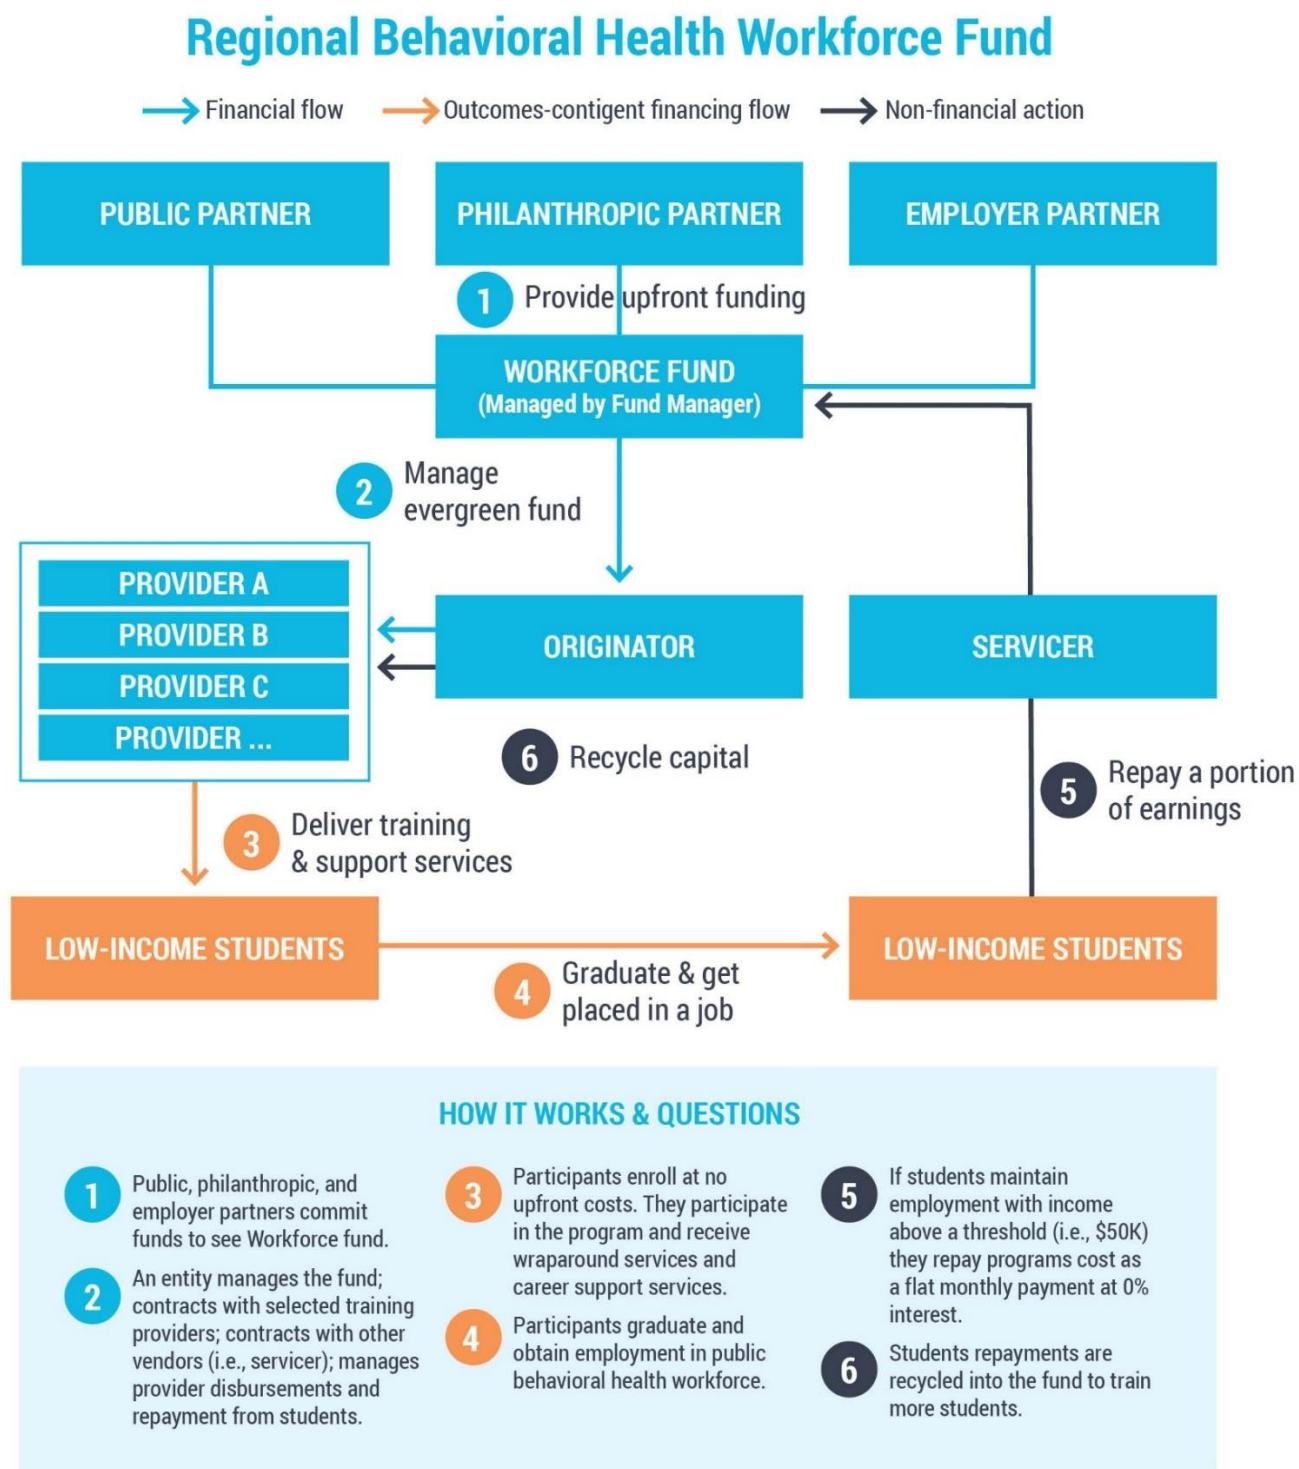 Regional Behavioral Health Workforce Fund
Financial flow
Outcomes-contigent financing flow
Non-financial action
PUBLIC PARTNER
PHILANTHROPIC PARTNER
EMPLOYER PARTNER
1
Provide upfront funding
WORKFORCE FUND
(Managed by Fund Manager)
2
Manage
evergreen fund
PROVIDER A
PROVIDER B
PROVIDER C
PROVIDER ...
ORIGINATOR
SERVICER
6
Recycle capital
5
Repay a portion
of earnings
3
Deliver training
& support services
LOW-INCOME STUDENTS
4
Graduate & get
placed in a job
LOW-INCOME STUDENTS
HOW IT WORKS & QUESTIONS
1
Public, philanthropic, and
employer partners commit
funds to see Workforce fund.
2
An entity manages the fund;
contracts with selected training
providers; contracts with other
vendors (i.e., servicer); manages
provider disbursements and
repayment from students.
3
Participants enroll at no
upfront costs. They participate
in the program and receive
wraparound services and
career support services.
4
Participants graduate and
obtain employment in public
behavioral health workforce.
5
If students maintain
employment with income
above a threshold (i.e., $50K)
they repay programs cost as
a flat monthly payment at 0%
interest.
6
Students repayments are
recycled into the fund to train
more students.